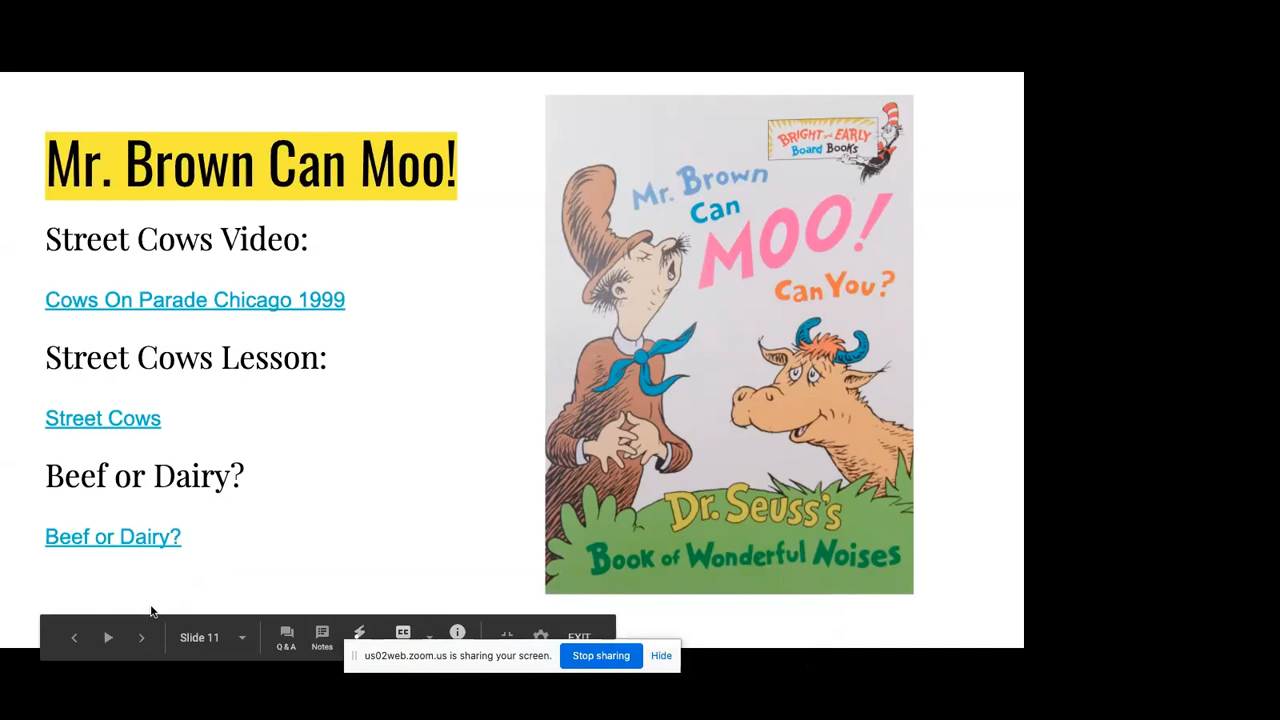 Mr. Brown Can Moo!
Street Cows Video:
Cows On Parade Chicago 1999
Street Cows Lesson:
Street Cows
Beef or Dairy?
Beef or Dairy?
BRIGHT and EARLY
Board Books
Mr. Brown
Can
MOO!
Can You?
Dr. Seuss's
Book of Wonderful Noises
Slide 11
Q & A
Notes
CC
EXIT
us02web.zoom.us is sharing your screen.
Stop sharing
Hide